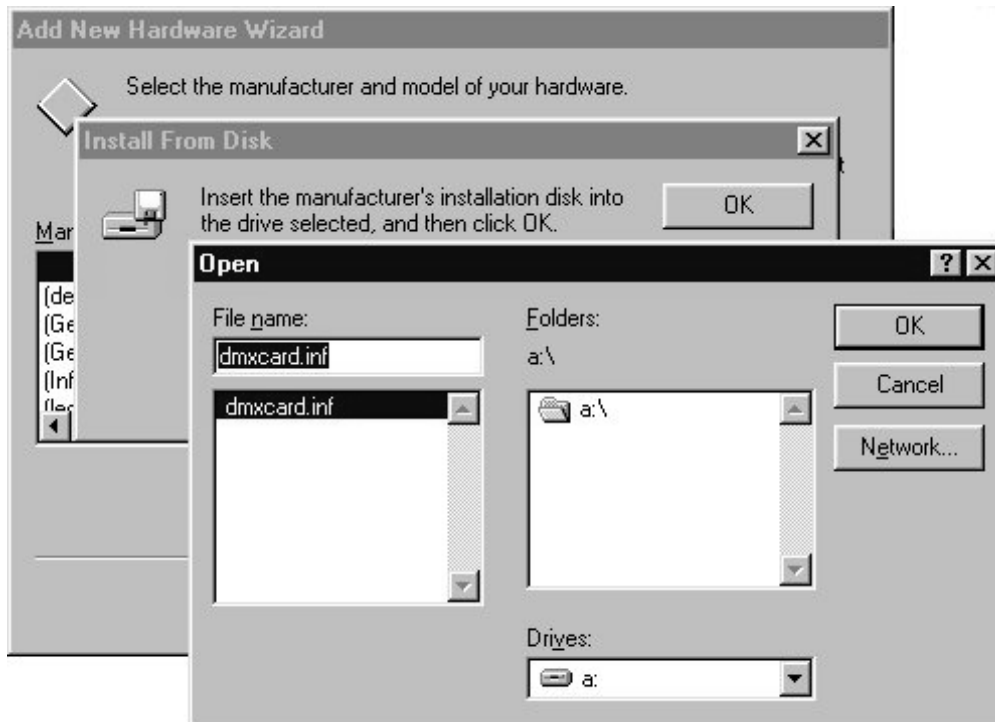 Add New Hardware Wizard
Select the manufacturer and model of your hardware.
Install From Disk
Insert the manufacturer's installation disk into
the drive selected, and then click OK.
OK
Open
File name:
dmxcard.inf
dmxcard.inf
Folders:
a:\
a:\
Drives:
a:
OK
Cancel
Network...